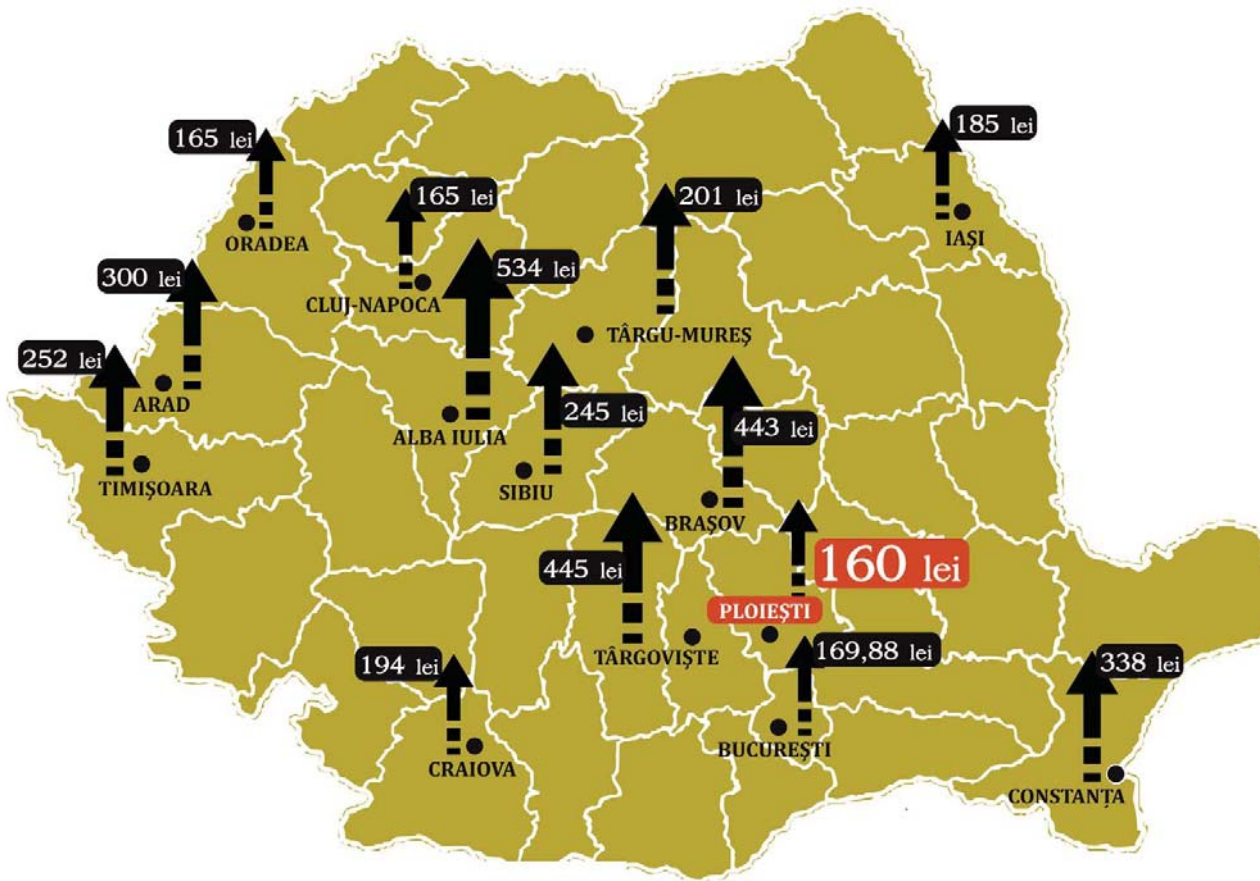 185 lei
165 lei
165 lei
201 lei
ORADEA
IAȘI
300 lei
534 lei
CLUJ-NAPOCA
TÂRGU-MUREȘ
252 lei
ARAD
245 lei
443 lei
ALBA IULIA
TIMIȘOARA
SIBIU
BRAȘOV
445 lei
160 lei
PLOIEȘTI
TÂRGOVIȘTE
169,88 lei
194 lei
338 lei
BUCUREȘTI
CRAIOVA
CONSTANȚA